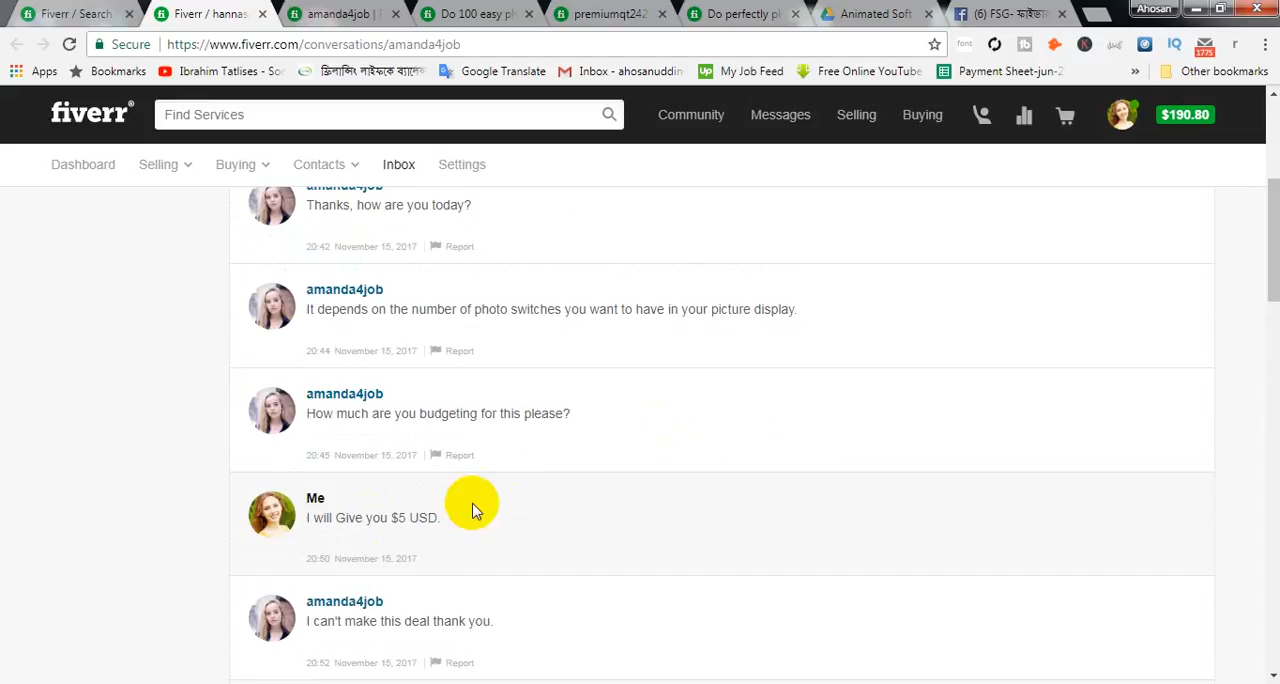 Ahosan
Fiverr / Search
Fiverr / hannas
amanda4job | F
Do 100 easy ph
premiumqt242
Do perfectly pl
Animated Soft
(6) FSG- ফাইভার
Secure
https://www.fiverr.com/conversations/amanda4job
1775
Apps
Bookmarks
Ibrahim Tatlises - Sor
Google Translate
Inbox - ahosanuddin
My Job Feed
Free Online YouTube
Payment Sheet-jun-2
»
Other bookmarks
fiverr®
Find Services
Community
Messages
Selling
Buying
$190.80
Dashboard
Selling
Buying
Contacts
Inbox
Settings
amanda4job
Thanks, how are you today?
20:42 November 15, 2017 | Report
amanda4job
It depends on the number of photo switches you want to have in your picture display.
20:44 November 15, 2017 | Report
amanda4job
How much are you budgeting for this please?
20:45 November 15, 2017 | Report
Me
I will Give you $5 USD.
20:50 November 15, 2017
amanda4job
I can't make this deal thank you.
20:52 November 15, 2017 | Report